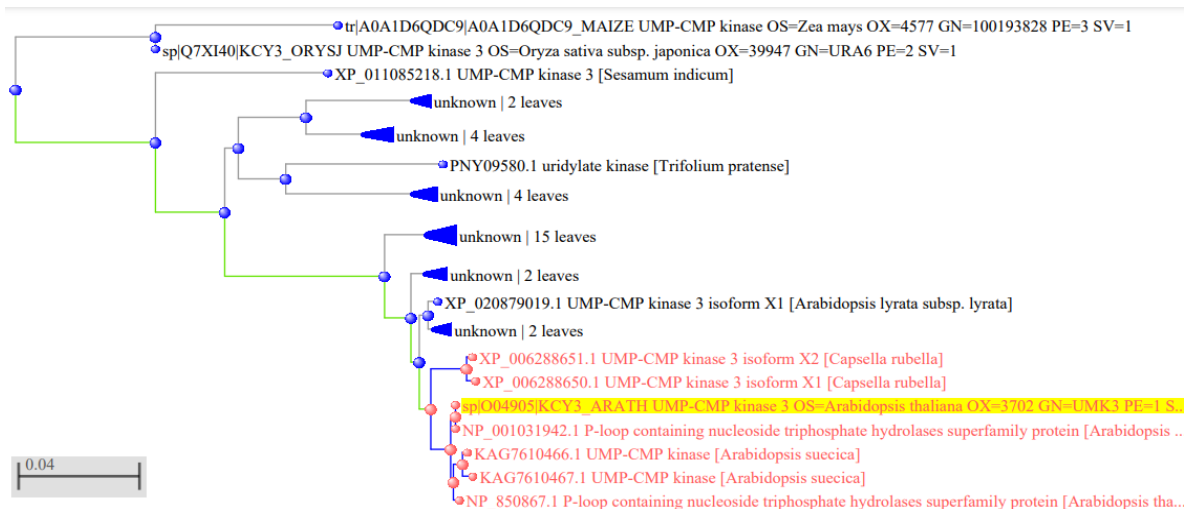 tr|A0A1D6QDC9|A0A1D6QDC9_MAIZE UMP-CMP kinase OS=Zea mays OX=4577 GN=100193828 PE=3 SV=1
sp|Q7XI40|KCY3_ORYSJ UMP-CMP kinase 3 OS=Oryza sativa subsp. japonica OX=39947 GN=URA6 PE=2 SV=1
XP_011085218.1 UMP-CMP kinase 3 [Sesamum indicum]
unknown | 2 leaves
unknown | 4 leaves
PNY09580.1 uridylate kinase [Trifolium pratense]
unknown | 4 leaves
unknown | 15 leaves
unknown | 2 leaves
XP_020879019.1 UMP-CMP kinase 3 isoform X1 [Arabidopsis lyrata subsp. lyrata]
unknown | 2 leaves
XP_006288651.1 UMP-CMP kinase 3 isoform X2 [Capsella rubella]
XP_006288650.1 UMP-CMP kinase 3 isoform X1 [Capsella rubella]
sp|O04905|KCY3_ARATH UMP-CMP kinase 3 OS=Arabidopsis thaliana OX=3702 GN=UMK3 PE=1 S...
NP_001031942.1 P-loop containing nucleoside triphosphate hydrolases superfamily protein [Arabidopsis ...
KAG7610466.1 UMP-CMP kinase [Arabidopsis suecica]
KAG7610467.1 UMP-CMP kinase [Arabidopsis suecica]
NP_850867.1 P-loop containing nucleoside triphosphate hydrolases superfamily protein [Arabidopsis tha...
0.04